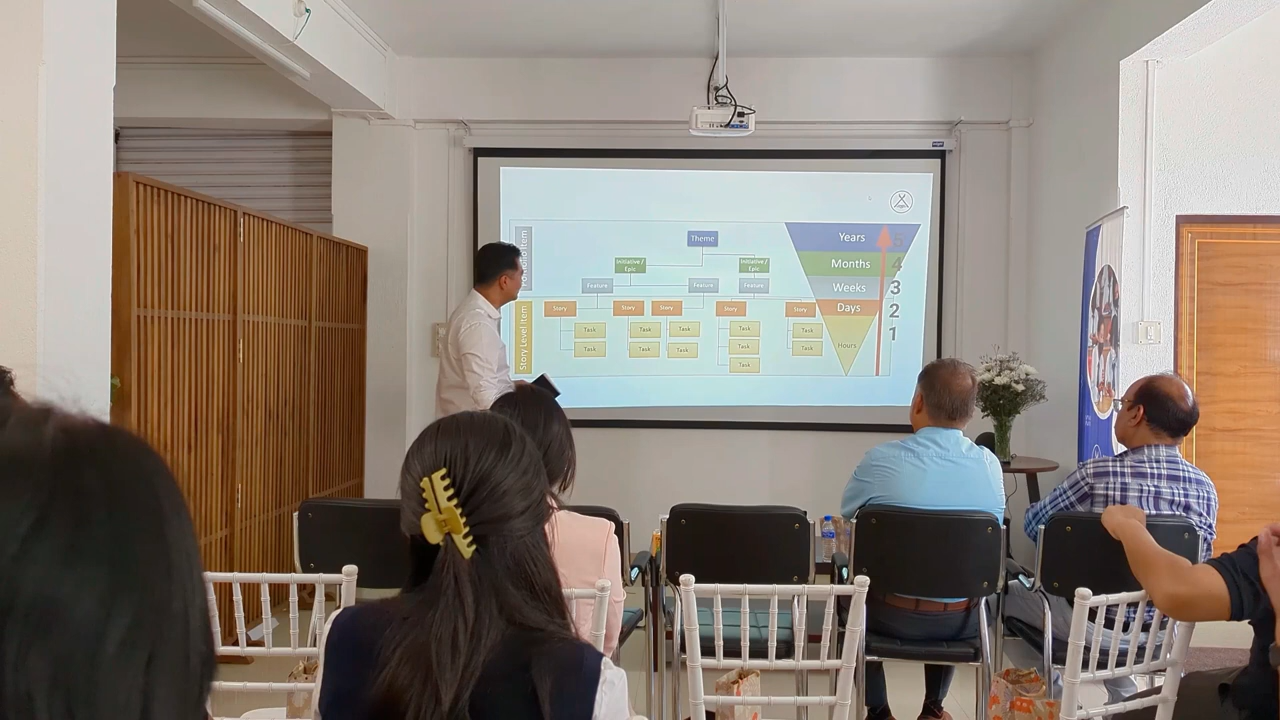 Theme
Years 5
Initiative / Epic
Initiative / Epic
Months 4
Feature
Feature
Feature
Weeks 3
Story
Story
Story
Story
Story
Days 2
Task
Task
Task
Task
Task
1
Task
Task
Task
Task
Task
Hours
Task
Story Level Item